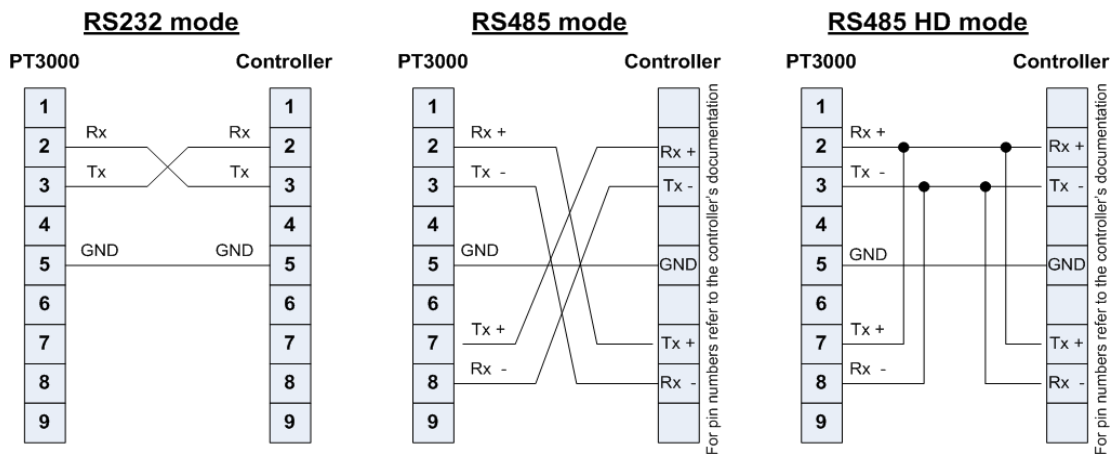 RS232 mode
PT3000 Controller
1 1
Rx Rx
2 2
Tx Tx
3 3
4 4
GND GND
5 5
6 6
7 7
8 8
9 9
RS485 mode
PT3000 Controller
1
Rx +
2 Rx +
Tx -
3 Tx -
4
GND
5 GND
6
Tx +
7 Tx +
Rx -
8 Rx -
9
For pin numbers refer to the controller's documentation
RS485 HD mode
PT3000 Controller
1
Rx +
2 Rx +
Tx -
3 Tx -
4
GND
5 GND
6
Tx +
7 Tx +
Rx -
8 Rx -
9
For pin numbers refer to the controller's documentation